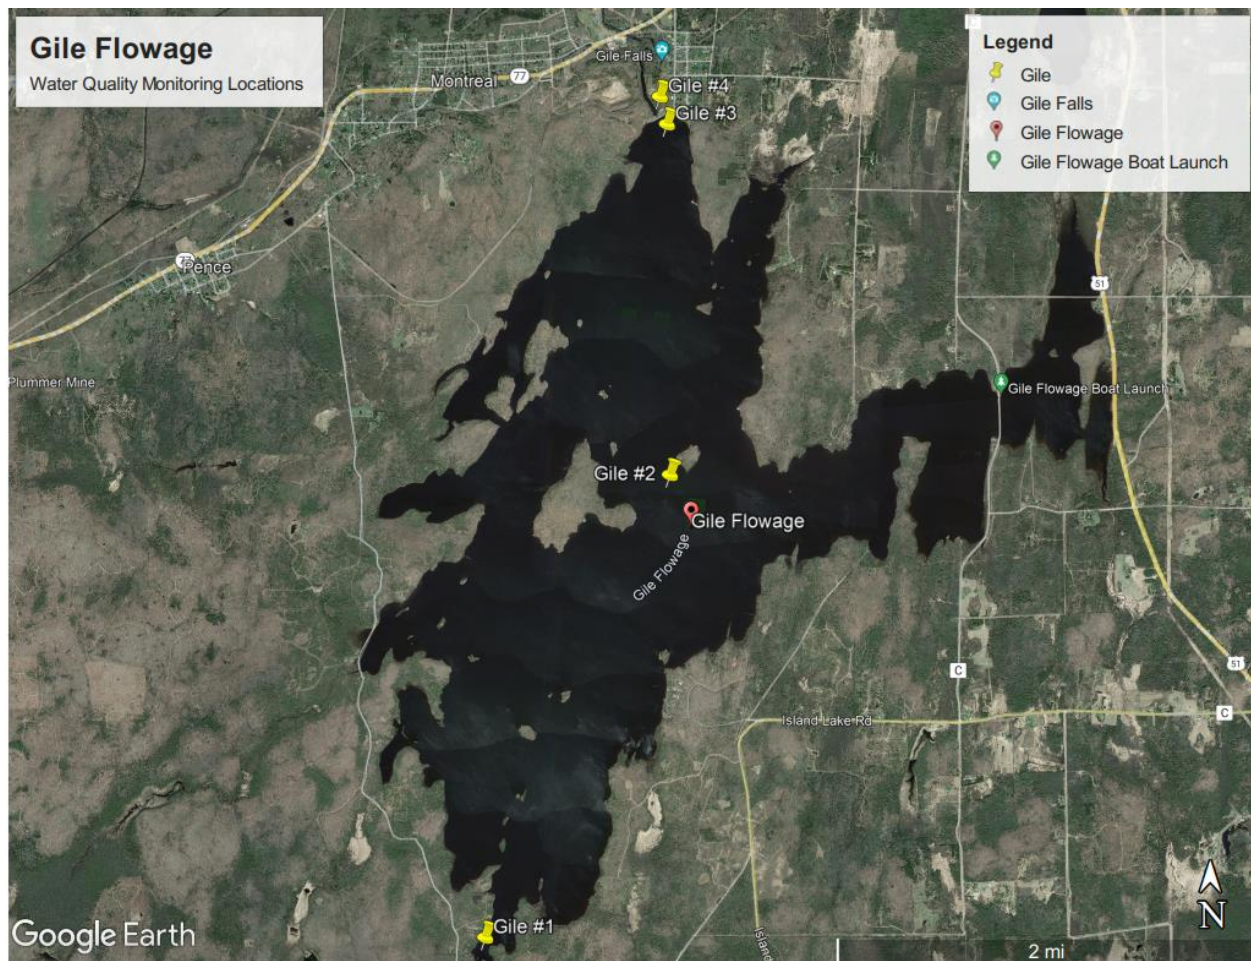 Gile Flowage
Water Quality Monitoring Locations
Legend
Gile
Gile Falls
Gile Flowage
Gile Flowage Boat Launch
Gile Falls
Montreal
77
Gile #4
Gile #3
77
Pence
51
Plummer Mine
Gile Flowage Boat Launch
Gile #2
Gile Flowage
Gile Flowage
51
C
Island Lake Rd
C
Gile #1
Island
Google Earth
N
2 mi